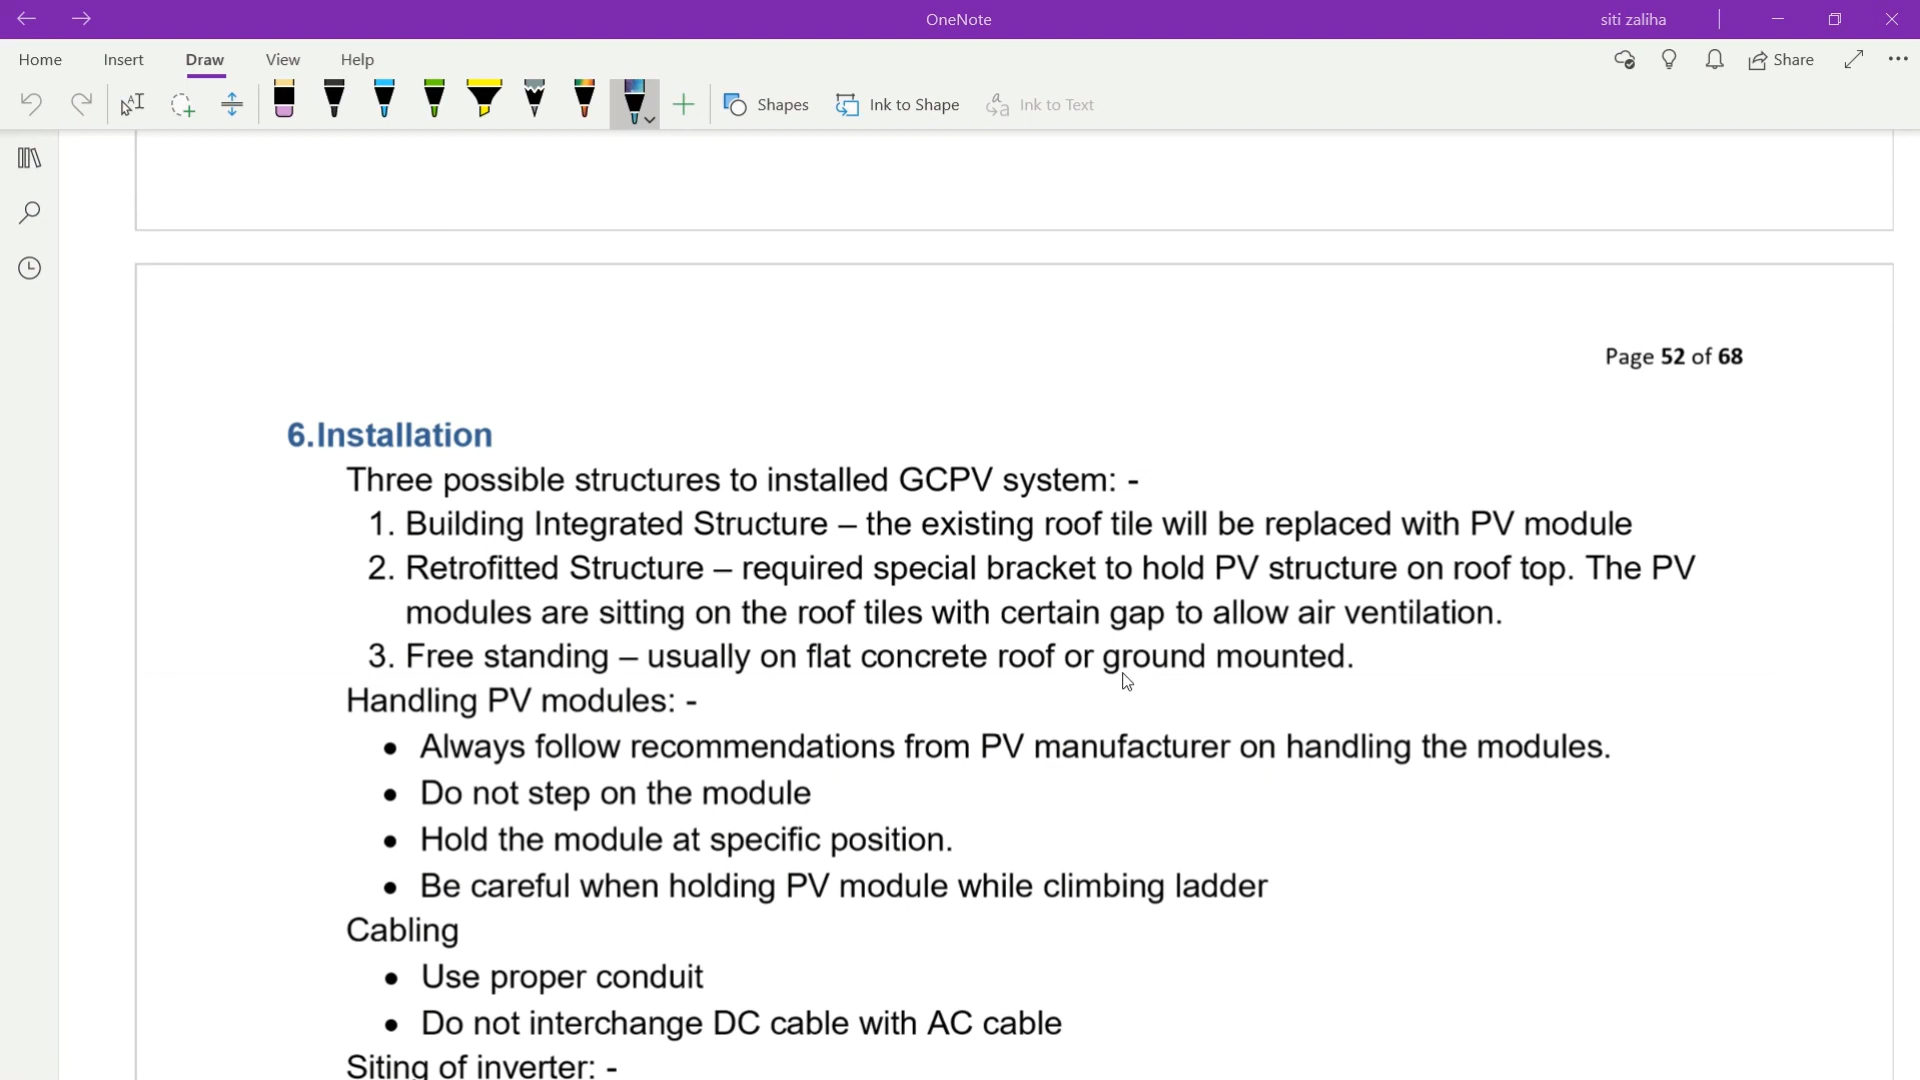 OneNote
siti zaliha
Home
Insert
Draw
View
Help
Share
Shapes
Ink to Shape
Ink to Text
Page 52 of 68
6.Installation
Three possible structures to installed GCPV system: -
1. Building Integrated Structure – the existing roof tile will be replaced with PV module
2. Retrofitted Structure – required special bracket to hold PV structure on roof top. The PV
modules are sitting on the roof tiles with certain gap to allow air ventilation.
3. Free standing – usually on flat concrete roof or ground mounted.
Handling PV modules: -
• Always follow recommendations from PV manufacturer on handling the modules.
• Do not step on the module
• Hold the module at specific position.
• Be careful when holding PV module while climbing ladder
Cabling
• Use proper conduit
• Do not interchange DC cable with AC cable
Siting of inverter: -